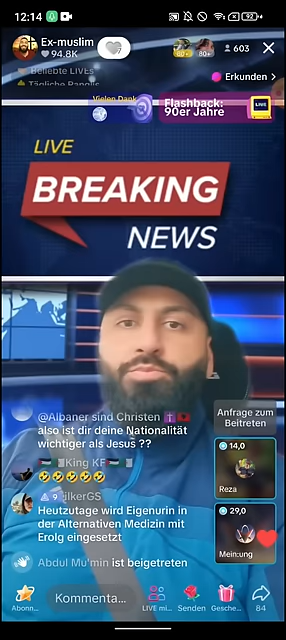 12:14
92
Ex-muslim
94.8K
60+
80+
603
Erkunden >
Beliebte LIVEs
Tägliche Ranglis
Vielen Dank
Flashback:
90er Jahre
LIVE
LIVE
BREAKING
NEWS
@Albaner sind Christen
also ist dir deine Nationalität
wichtiger als Jesus ??
King KF
🤣🤣🤣🤣🤣
9 ilkerGS
Heutzutage wird Eigenurin in
der Alternativen Medizin mit
Erolg eingesetzt
Abdul Mu'min ist beigetreten
Anfrage zum
Beitreten
14,0
Reza
29,0
Mein:ung
Kommenta...
Abonn...
LIVE mi...
Senden
Gesche...
84